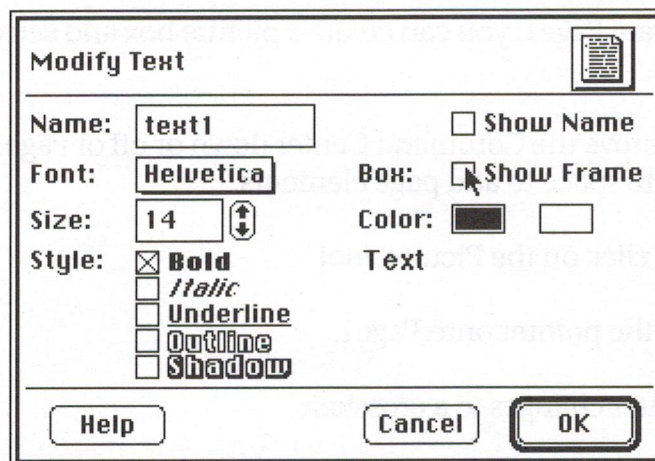 Modify Text
Name: text1
Show Name
Font: Helvetica
Box: Show Frame
Size: 14
Color:
Style: Bold
Text
Italic
Underline
Outline
Shadow
Help Cancel OK